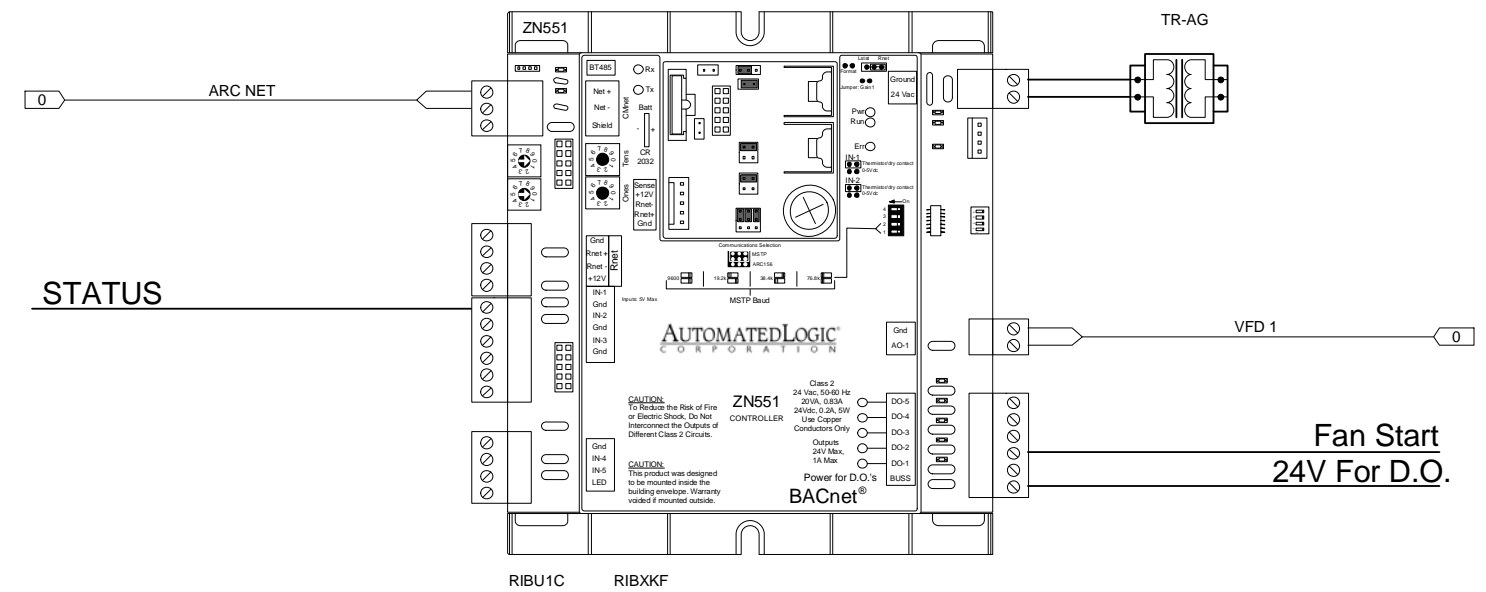 ZN551
TR-AG
BT485
Rx
Local Rnet
Format
Ground
24 Vac
Jumper: Gain1
0
ARC NET
Net +
Net -
Shield
CMnet
Tx
Batt
- +
CR
2032
Pwr
Run
Err
IN-1
Thermistor/dry contact
0-5Vdc
IN-2
Thermistor/dry contact
0-5Vdc
Tens
Ones
Sense
+12V
Rnet-
Rnet+
Gnd
On
4
3
2
1
Gnd
Rnet +
Rnet -
+12V
Rnet
Communications Selection
MSTP
ARC156
9600 19.2k 38.4k 76.8k
MSTP Baud
STATUS
IN-1
Gnd
IN-2
Gnd
IN-3
Gnd
Inputs: 5V Max
AUTOMATEDLOGIC®
CORPORATION
Gnd
AO-1
VFD 1
0
CAUTION:
To Reduce the Risk of Fire
or Electric Shock, Do Not
Interconnect the Outputs of
Different Class 2 Circuits.
ZN551
CONTROLLER
Class 2
24 Vac, 50-60 Hz
20VA, 0.83A
24Vdc, 0.2A, 5W
Use Copper
Conductors Only
Outputs
24V Max,
1A Max
DO-5
DO-4
DO-3
DO-2
DO-1
BUSS
Power for D.O.'s
Fan Start
24V For D.O.
Gnd
IN-4
IN-5
LED
CAUTION:
This product was designed
to be mounted inside the
building envelope. Warranty
voided if mounted outside.
BACnet®
RIBU1C RIBXKF